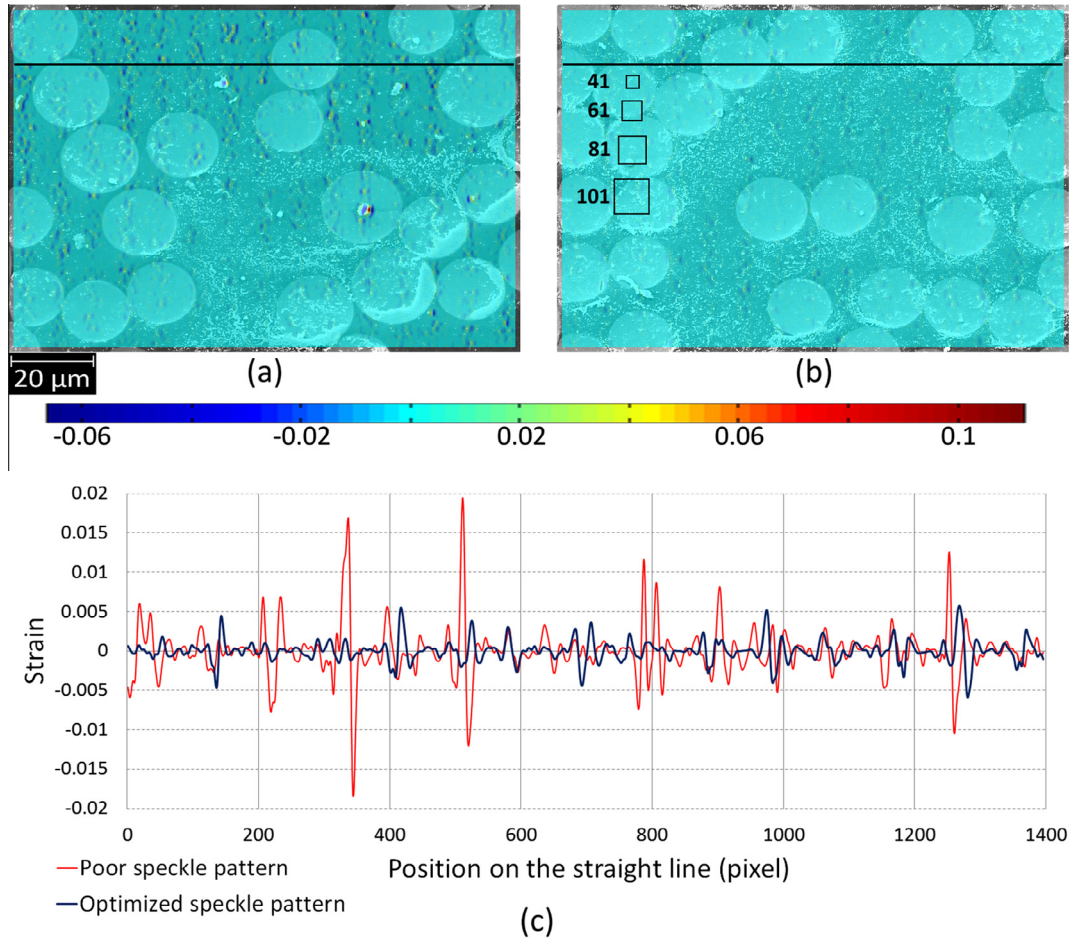 41
61
81
101
(a) (b)
20 μm
-0.06 -0.02 0.02 0.06 0.1
0.02
0.015
0.01
0.005
0
-0.005
-0.01
-0.015
-0.02
Strain
0 200 400 600 800 1000 1200 1400
Position on the straight line (pixel)
Poor speckle pattern
Optimized speckle pattern
(c)